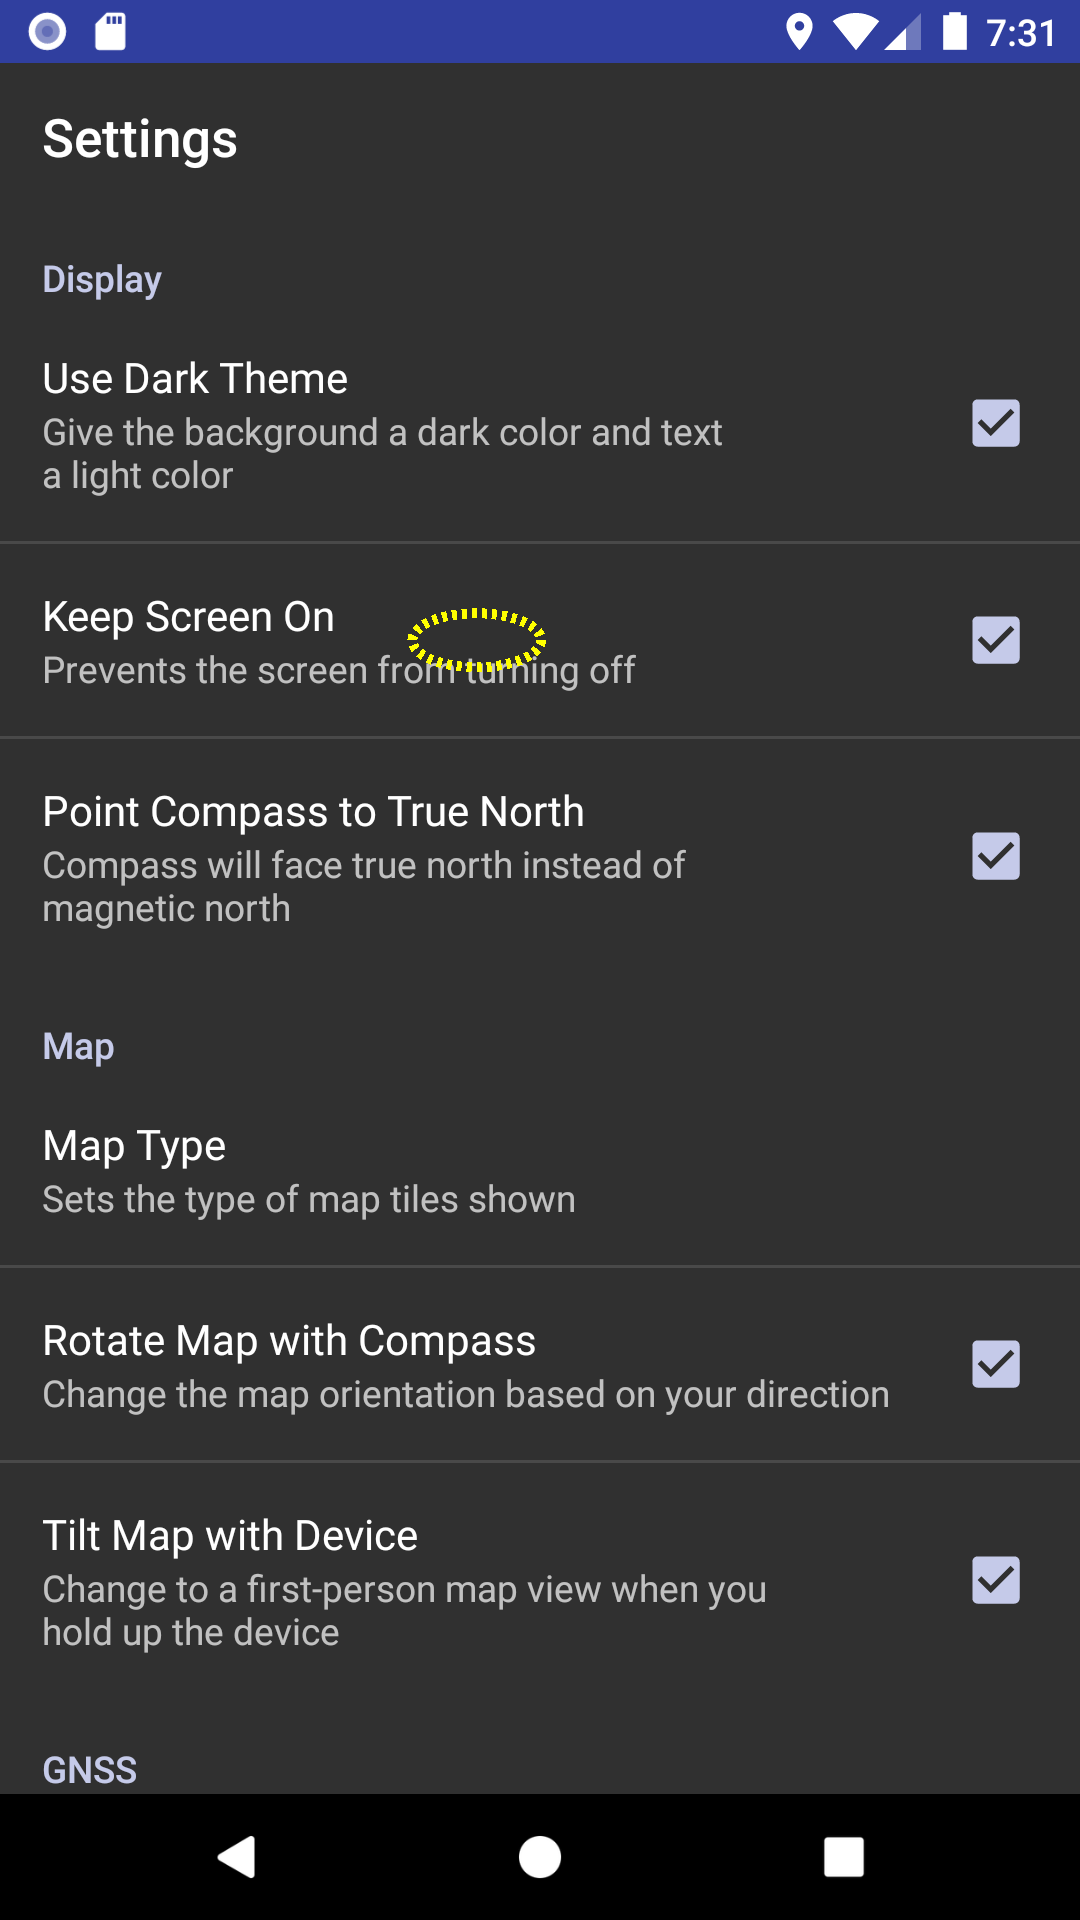 7:31
Settings
Display
Use Dark Theme
Give the background a dark color and text
a light color
Keep Screen On
Prevents the screen from turning off
Point Compass to True North
Compass will face true north instead of
magnetic north
Map
Map Type
Sets the type of map tiles shown
Rotate Map with Compass
Change the map orientation based on your direction
Tilt Map with Device
Change to a first-person map view when you
hold up the device
GNSS